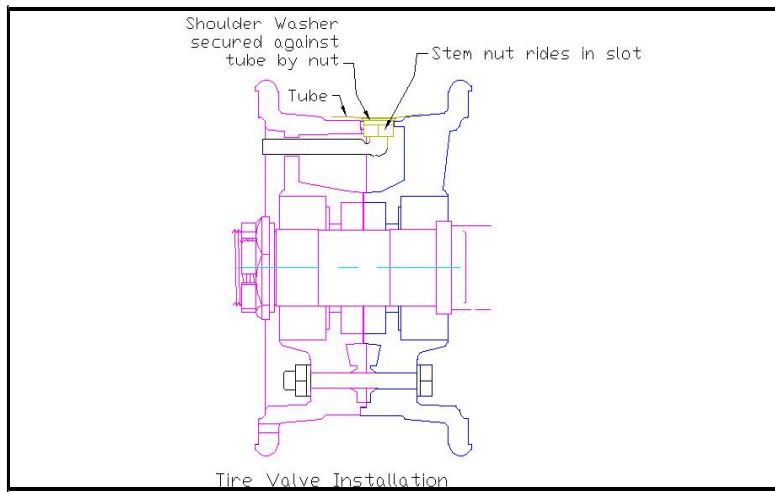 Shoulder Washer
secured against
tube by nut
Stem nut rides in slot
Tube
Tire Valve Installation